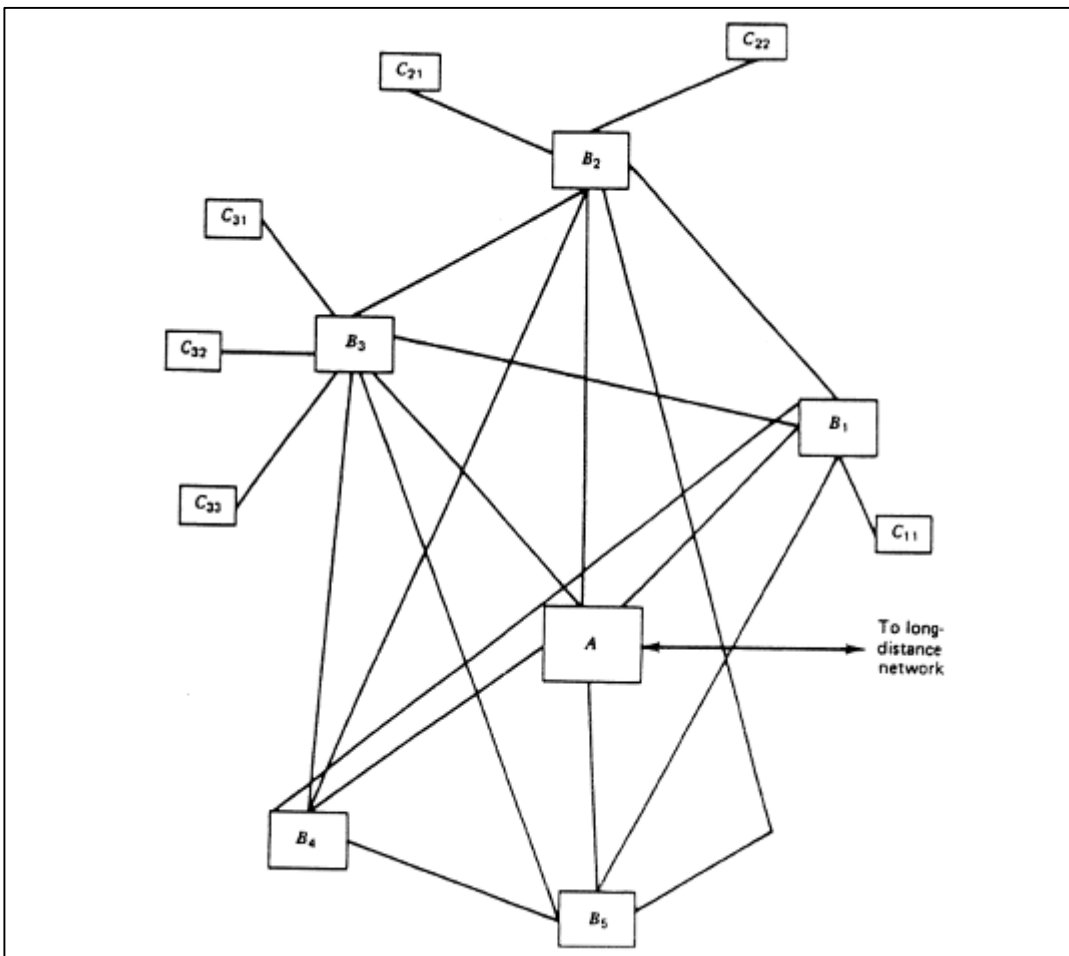 C₂₂
C₂₁
B₂
C₃₁
B₃
C₃₂
B₁
C₃₃
C₁₁
A
To long-
distance
network
B₄
B₅